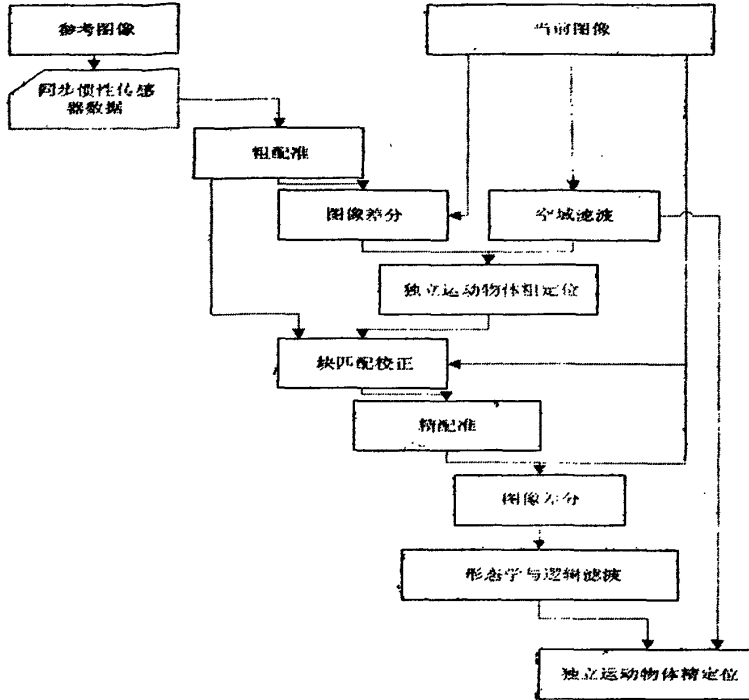 参考图像
当前图像
同步惯性传感
器数据
粗配准
图像差分
空域滤波
独立运动物体粗定位
块匹配校正
精配准
图像差分
形态学与逻辑滤波
独立运动物体精定位